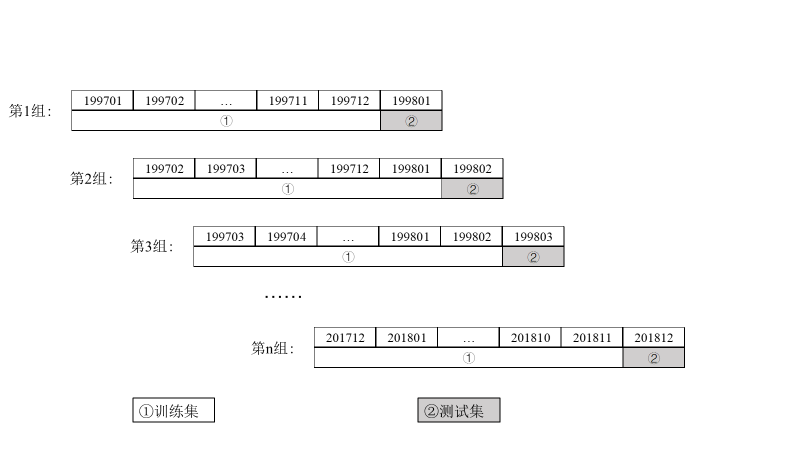 第1组： 199701 199702 … 199711 199712 199801
① ②
第2组： 199702 199703 … 199712 199801 199802
① ②
第3组： 199703 199704 … 199801 199802 199803
① ②
……
第n组： 201712 201801 … 201810 201811 201812
① ②
①训练集 ②测试集